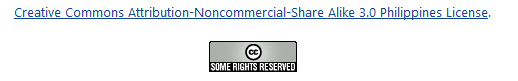 Creative Commons Attribution-Noncommercial-Share Alike 3.0 Philippines License.
cc
SOME RIGHTS RESERVED